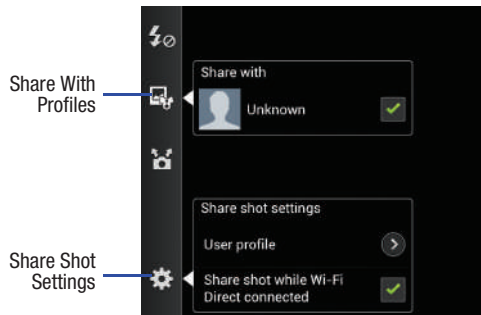 Share With
Profiles
Share with
Unknown
Share shot settings
User profile
Share Shot
Settings
Share shot while Wi-Fi
Direct connected